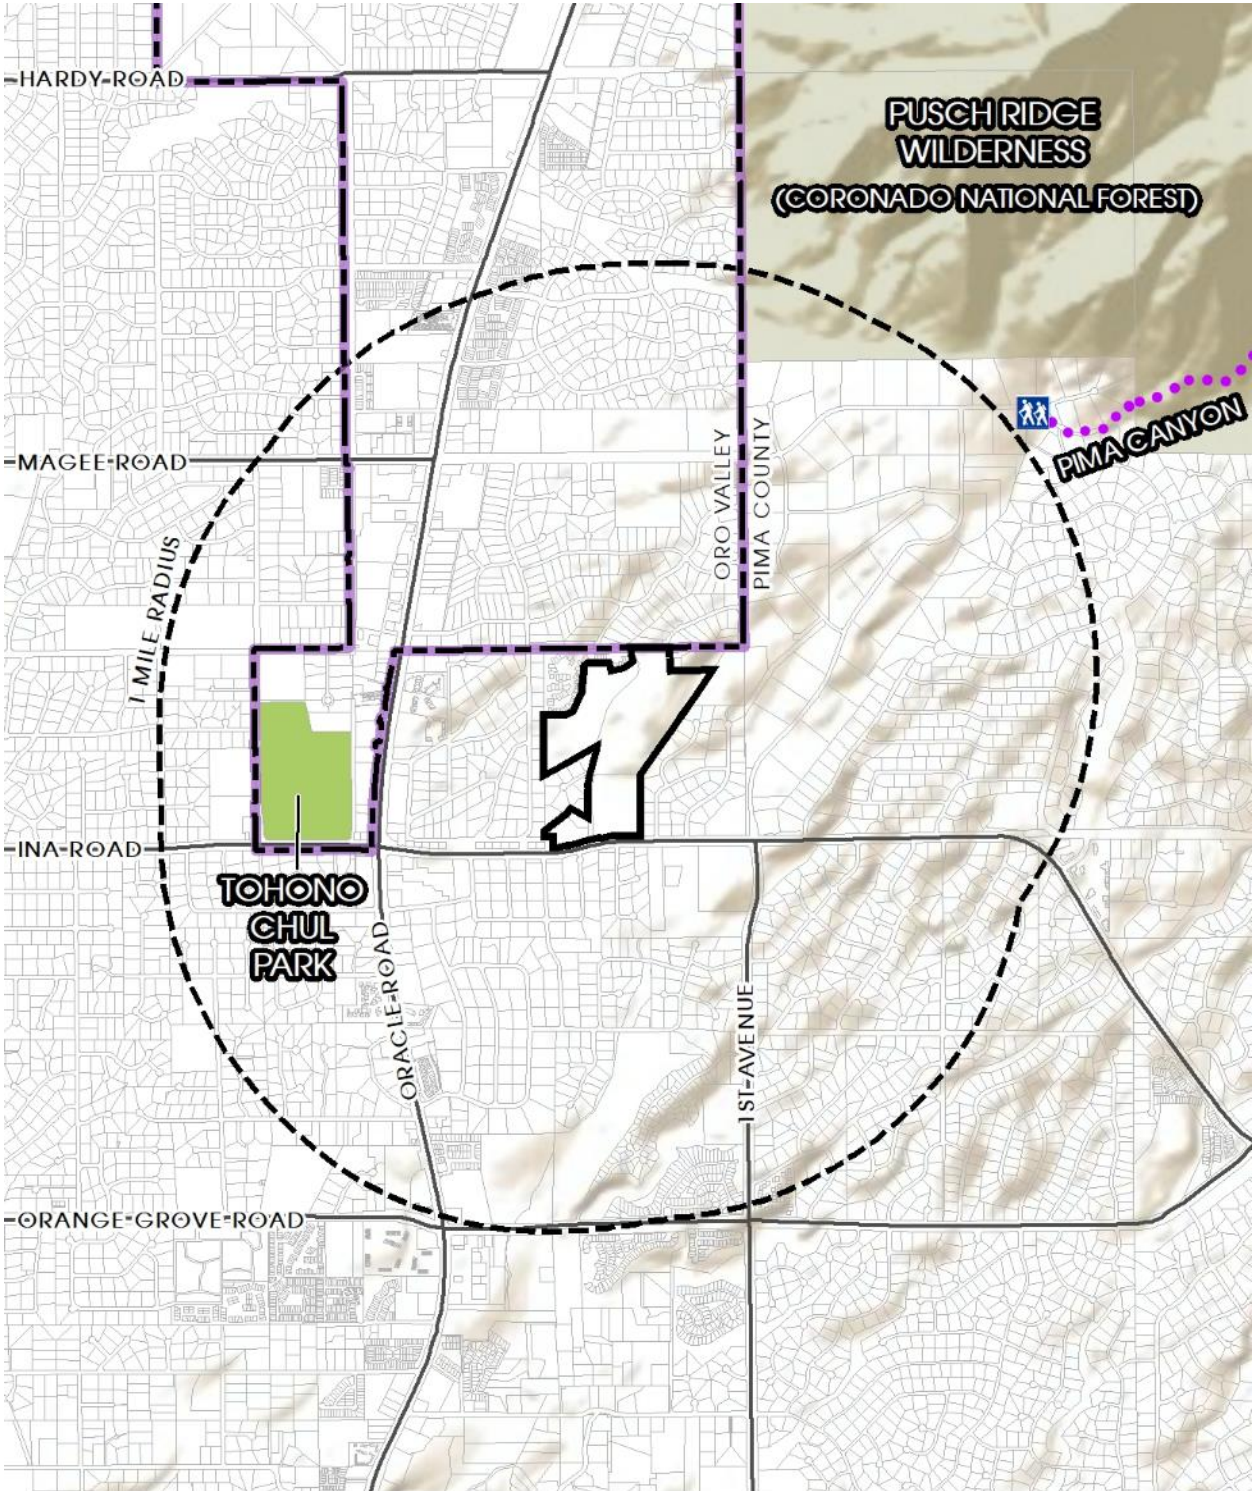 HARDY ROAD
PUSCH RIDGE
WILDERNESS
(CORONADO NATIONAL FOREST)
MAGEE ROAD
PIMA CANYON
ORO VALLEY
PIMA COUNTY
1 MILE RADIUS
INA ROAD
TOHONO
CHUL
PARK
ORACLE ROAD
1ST AVENUE
ORANGE GROVE ROAD